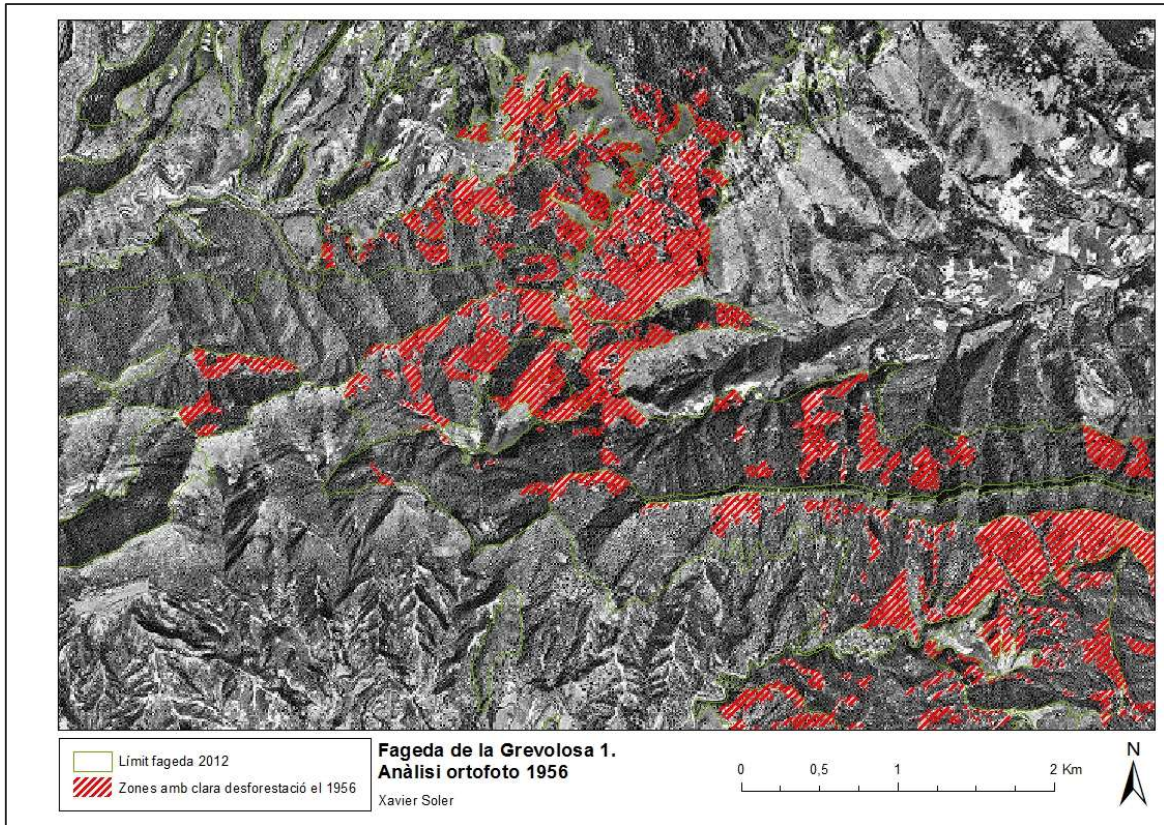 Límit fageda 2012
Zones amb clara desforestació el 1956
Fageda de la Grevolosa 1.
Anàlisi ortofoto 1956
Xavier Soler
0 0,5 1 2 Km
N